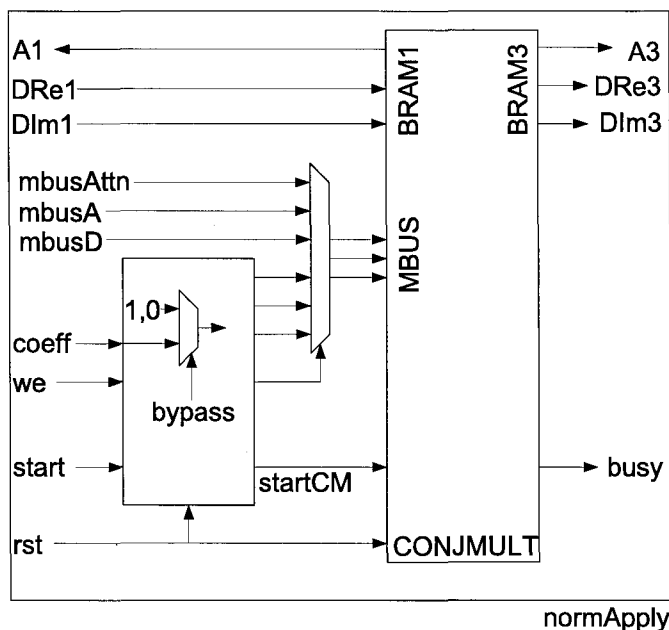 A1
DRe1
DIm1
BRAM1
BRAM3
A3
DRe3
DIm3
mbusAttn
mbusA
mbusD
MBUS
1,0
coeff
we
bypass
start
startCM
busy
rst
CONJMULT
normApply